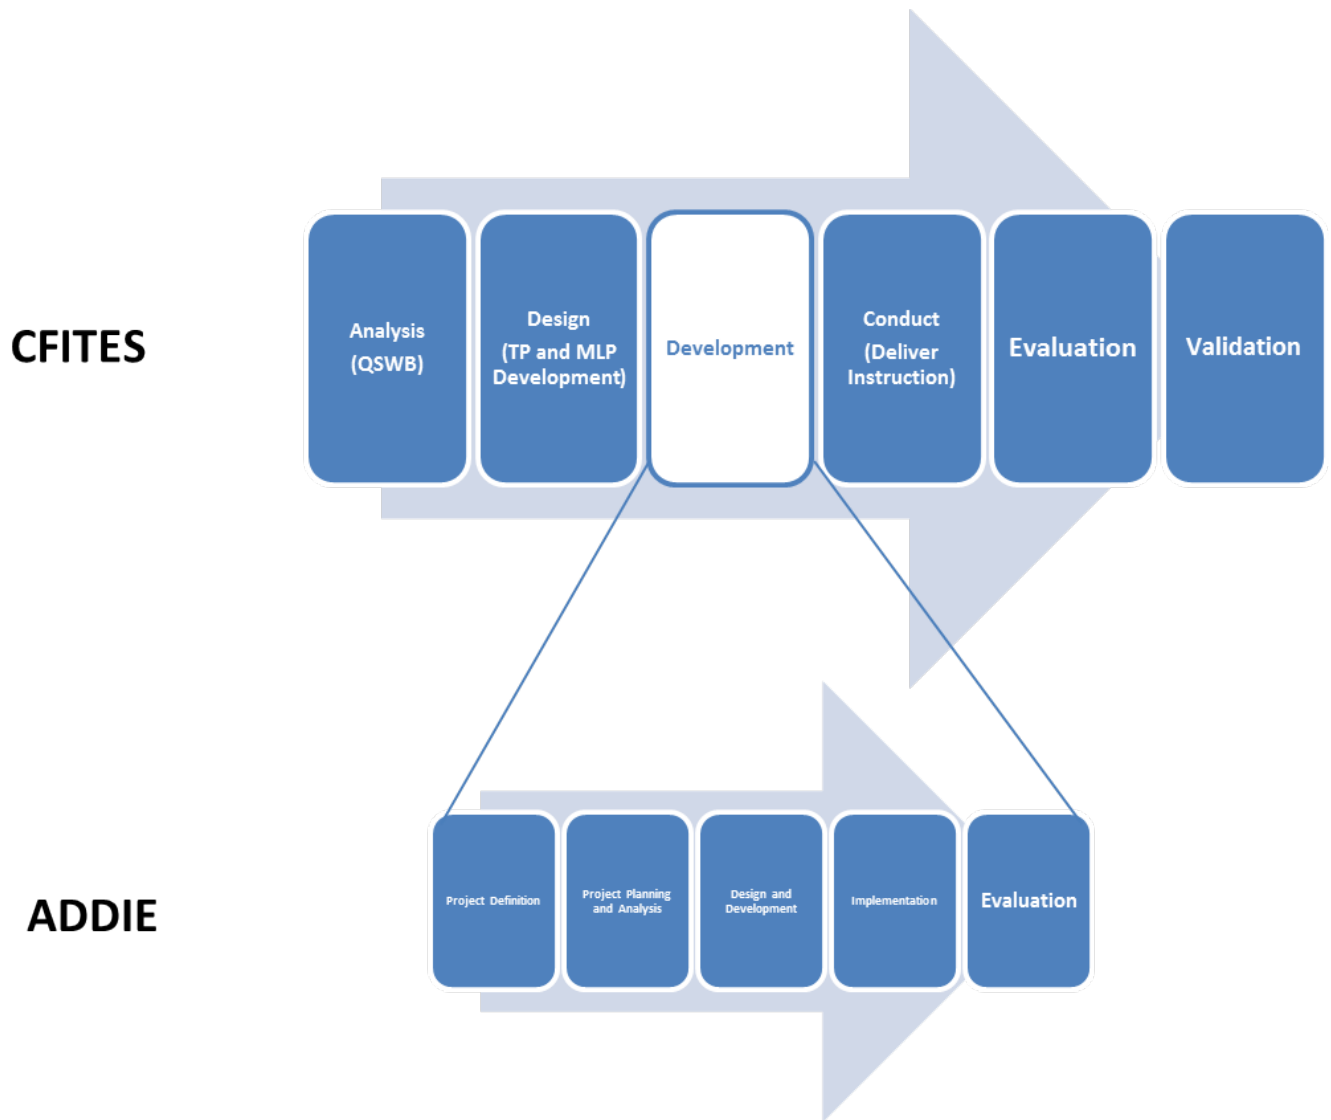 CFITES
Analysis
(QSWB)
Design
(TP and MLP
Development)
Development
Conduct
(Deliver
Instruction)
Evaluation
Validation
ADDIE
Project Definition
Project Planning
and Analysis
Design and
Development
Implementation
Evaluation